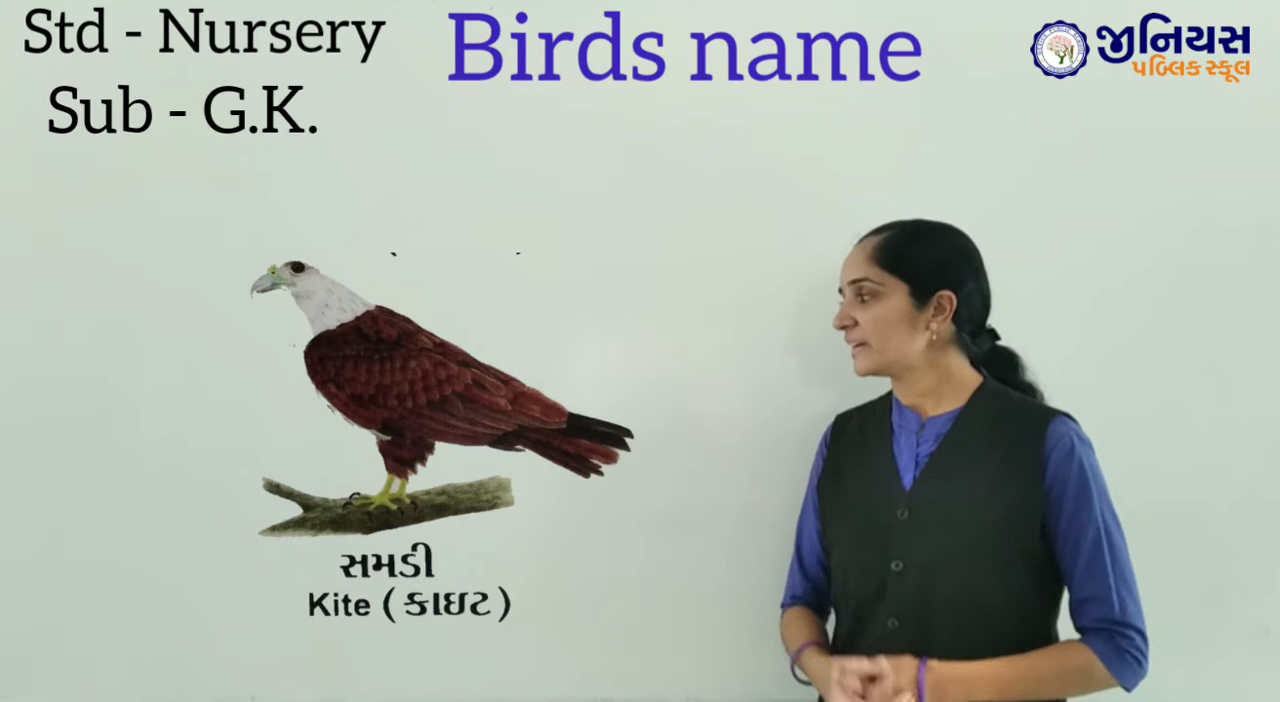 Std - Nursery
Sub - G.K.
Birds name
જીનિયસ
પબ્લિક સ્કૂલ
સમડી
Kite (કાઇટ)